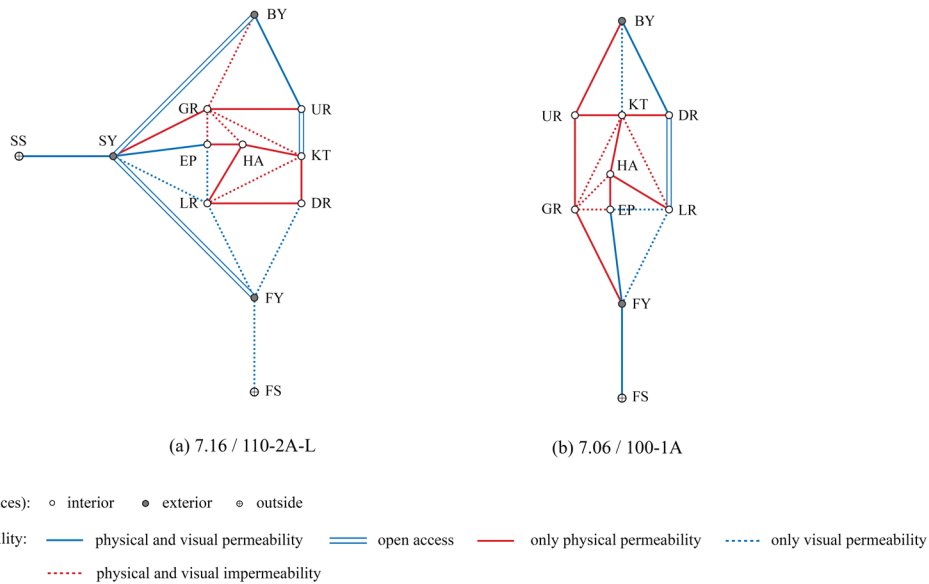 BY
BY
GR
UR
UR
KT
DR
SS
SY
EP
HA
KT
HA
LR
DR
GR
EP
LR
FY
FY
FS
FS
(a) 7.16 / 110-2A-L
(b) 7.06 / 100-1A
ces): interior exterior outside
lity: physical and visual permeability open access only physical permeability only visual permeability
physical and visual impermeability